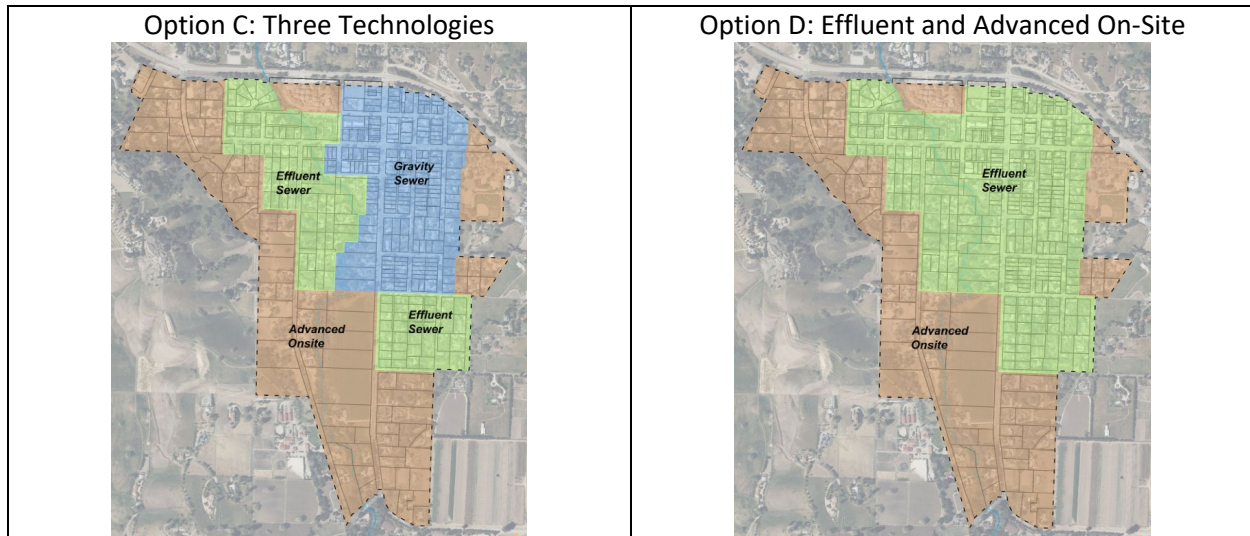 Option C: Three Technologies
Option D: Effluent and Advanced On-Site
Effluent
Sewer
Gravity
Sewer
Advanced
Onsite
Effluent
Sewer
Effluent
Sewer
Advanced
Onsite